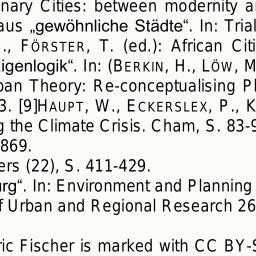 nary Cities: between modernity a
aus „gewöhnliche Städte“. In: Trial
., FÖRSTER, T. (ed.): African Citi
igenlogik“. In: (BERKIN, H., LÖW, M
ban Theory: Re-conceptualising Pl
3. [9]HAUPT, W., ECKERSLEX, P., K
g the Climate Crisis. Cham, S. 83-9
869.
ers (22), S. 411-429.
urg“. In: Environment and Planning
f Urban and Regional Research 26
ric Fischer is marked with CC BY-S